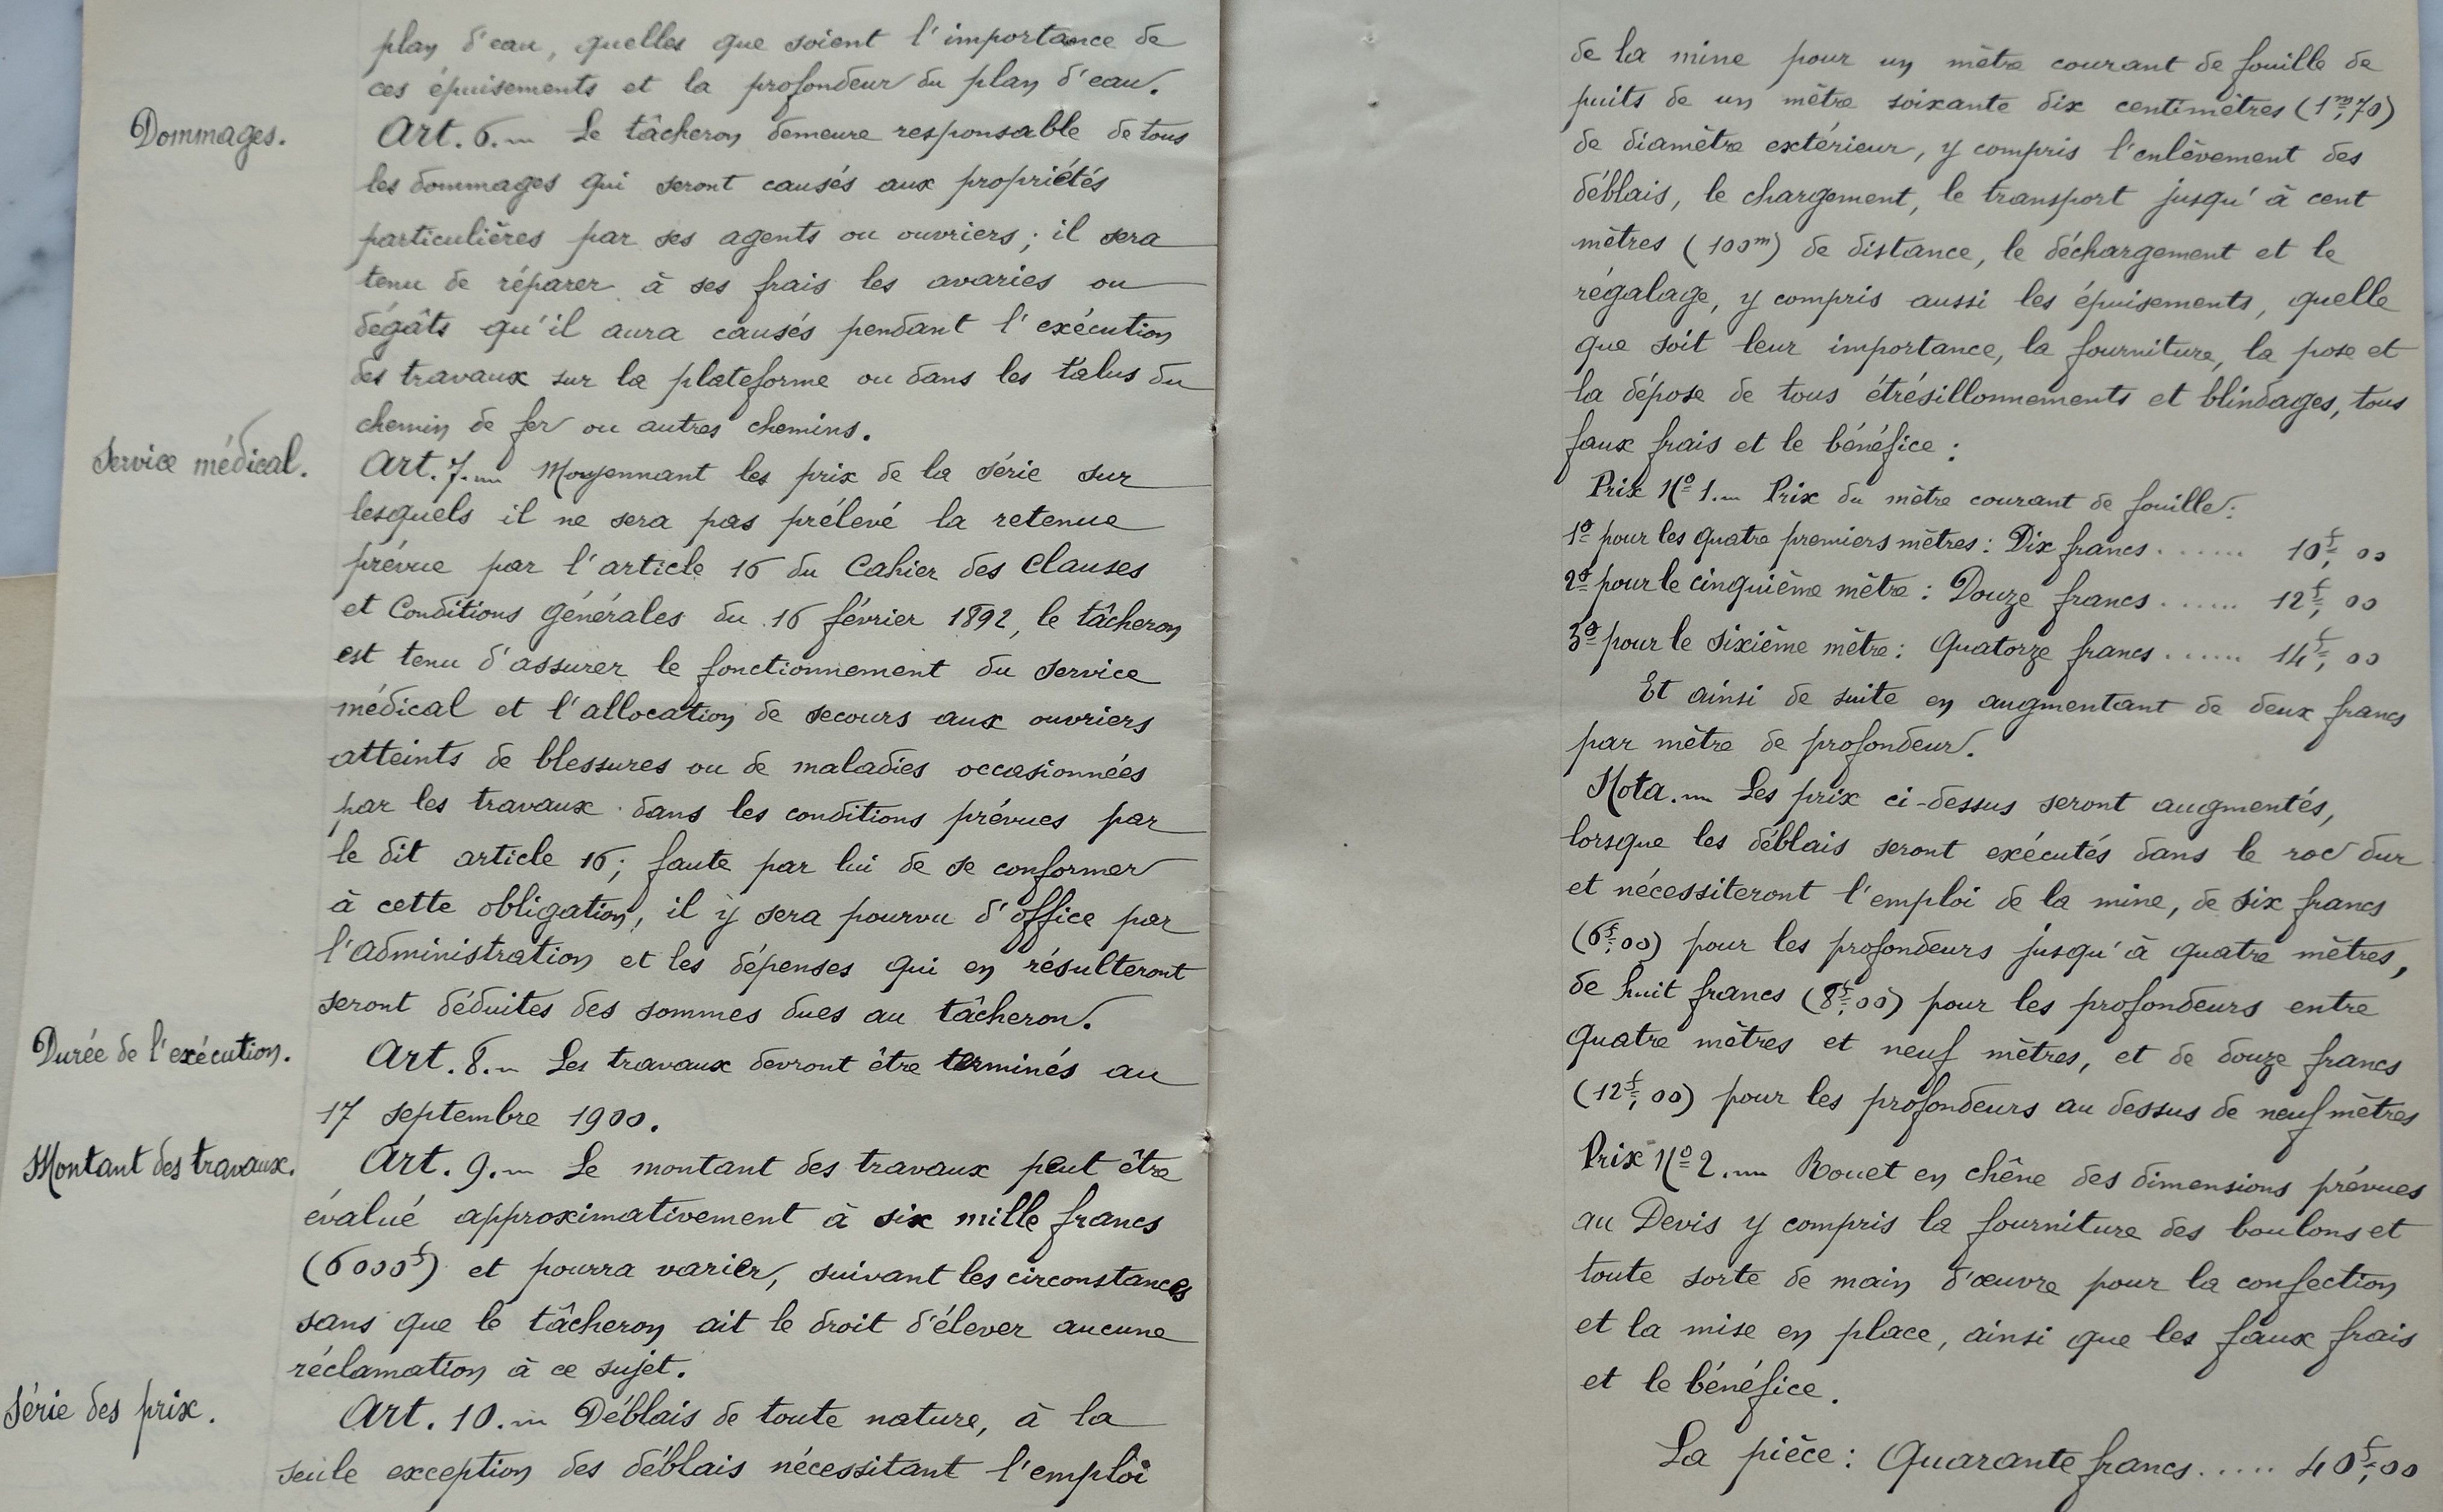 plan d'eau, quelles que soient l'importance de
ces épuisements et la profondeur du plan d'eau.
Dommages.
Art. 6. Le tâcheron demeure responsable de tous
les dommages qui seront causés aux propriétés
particulières par ses agents ou ouvriers ; il sera
tenu de réparer à ses frais les avaries ou
dégâts qu'il aura causés pendant l'exécution
des travaux sur la plateforme ou dans les talus du
chemin de fer ou autres chemins.
Service médical.
Art. 7. Moyennant les prix de la série sur
lesquels il ne sera pas prélevé la retenue
prévue par l'article 16 du Cahier des Clauses
et Conditions Générales du 16 février 1892, le tâcheron
est tenu d'assurer le fonctionnement du service
médical et l'allocation de secours aux ouvriers
atteints de blessures ou de maladies occasionnées
par les travaux dans les conditions prévues par
le dit article 16 ; faute par lui de se conformer
à cette obligation, il y sera pourvu d'office par
l'Administration et les dépenses qui en résulteront
seront déduites des sommes dues au tâcheron.
Durée de l'exécution.
Art. 8. Les travaux devront être terminés au
17 septembre 1900.
Montant des travaux.
Art. 9. Le montant des travaux peut être
évalué approximativement à six mille francs
(6000f) et pourra varier, suivant les circonstances
sans que le tâcheron ait le droit d'élever aucune
réclamation à ce sujet.
Série des prix.
Art. 10. Déblais de toute nature, à la
seule exception des déblais nécessitant l'emploi
de la mine pour un mètre courant de fouille de
puits de un mètre soixante dix centimètres (1m,70)
de diamètre extérieur, y compris l'enlèvement des
déblais, le chargement, le transport jusqu'à cent
mètres (100m) de distance, le déchargement et le
régalage, y compris aussi les épuisements, quelle
que soit leur importance, la fourniture, la pose et
la dépose de tous étrésillonnements et blindages, tous
faux frais et le bénéfice :
Prix No 1. Prix du mètre courant de fouille :
1o pour les quatre premiers mètres : Dix francs ....... 10f,00
2o pour le cinquième mètre : Douze francs ....... 12f,00
3o pour le sixième mètre : Quatorze francs ...... 14f,00
Et ainsi de suite en augmentant de deux francs
par mètre de profondeur.
Nota. Les prix ci-dessus seront augmentés,
lorsque les déblais seront exécutés dans le roc dur
et nécessiteront l'emploi de la mine, de six francs
(6f,00) pour les profondeurs jusqu'à quatre mètres,
de huit francs (8f,00) pour les profondeurs entre
quatre mètres et neuf mètres, et de douze francs
(12f,00) pour les profondeurs au dessus de neuf mètres
Prix No 2. Rouet en chêne des dimensions prévues
au Devis y compris la fourniture des boulons et
toute sorte de main d'œuvre pour la confection
et la mise en place, ainsi que les faux frais
et le bénéfice.
La pièce : Quarante francs ..... 40f,00